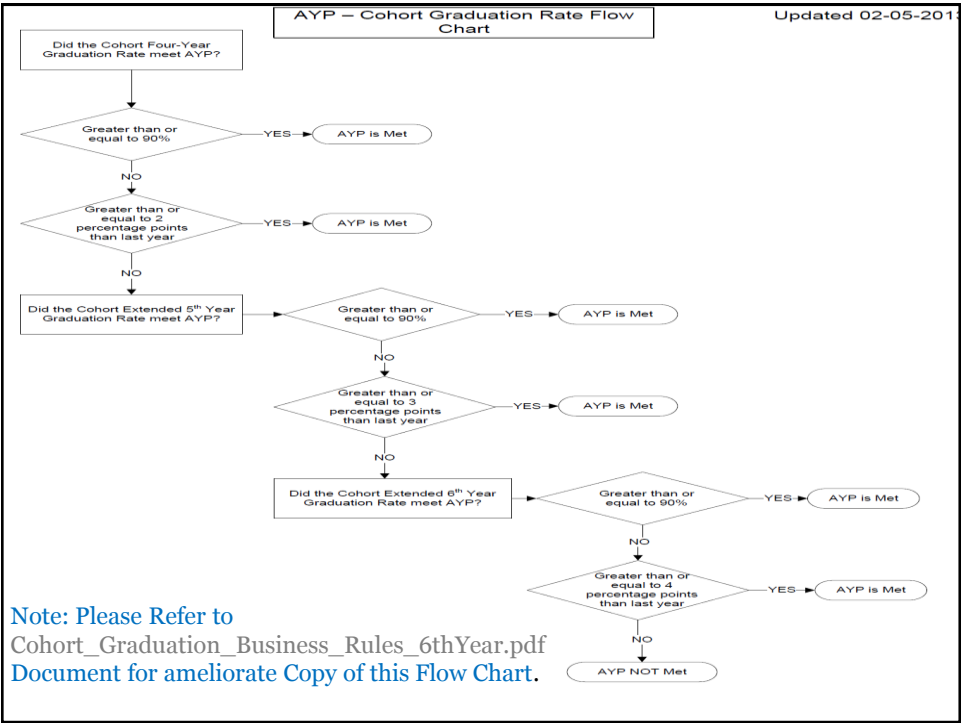 AYP – Cohort Graduation Rate Flow
Chart
Updated 02-05-2013
Did the Cohort Four-Year
Graduation Rate meet AYP?
Greater than or
equal to 90%
YES
AYP is Met
NO
Greater than or
equal to 2
percentage points
than last year
YES
AYP is Met
NO
Did the Cohort Extended 5th Year
Graduation Rate meet AYP?
Greater than or
equal to 90%
YES
AYP is Met
NO
Greater than or
equal to 3
percentage points
than last year
YES
AYP is Met
NO
Did the Cohort Extended 6th Year
Graduation Rate meet AYP?
Greater than or
equal to 90%
YES
AYP is Met
NO
Greater than or
equal to 4
percentage points
than last year
YES
AYP is Met
NO
AYP NOT Met
Note: Please Refer to
Cohort_Graduation_Business_Rules_6thYear.pdf
Document for ameliorate Copy of this Flow Chart.